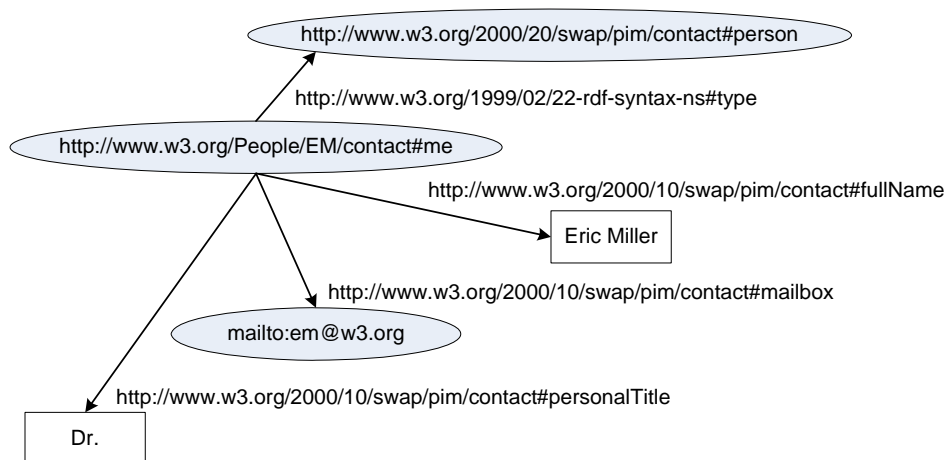 http://www.w3.org/2000/20/swap/pim/contact#person
http://www.w3.org/1999/02/22-rdf-syntax-ns#type
http://www.w3.org/People/EM/contact#me
http://www.w3.org/2000/10/swap/pim/contact#fullName
Eric Miller
http://www.w3.org/2000/10/swap/pim/contact#mailbox
mailto:em@w3.org
http://www.w3.org/2000/10/swap/pim/contact#personalTitle
Dr.